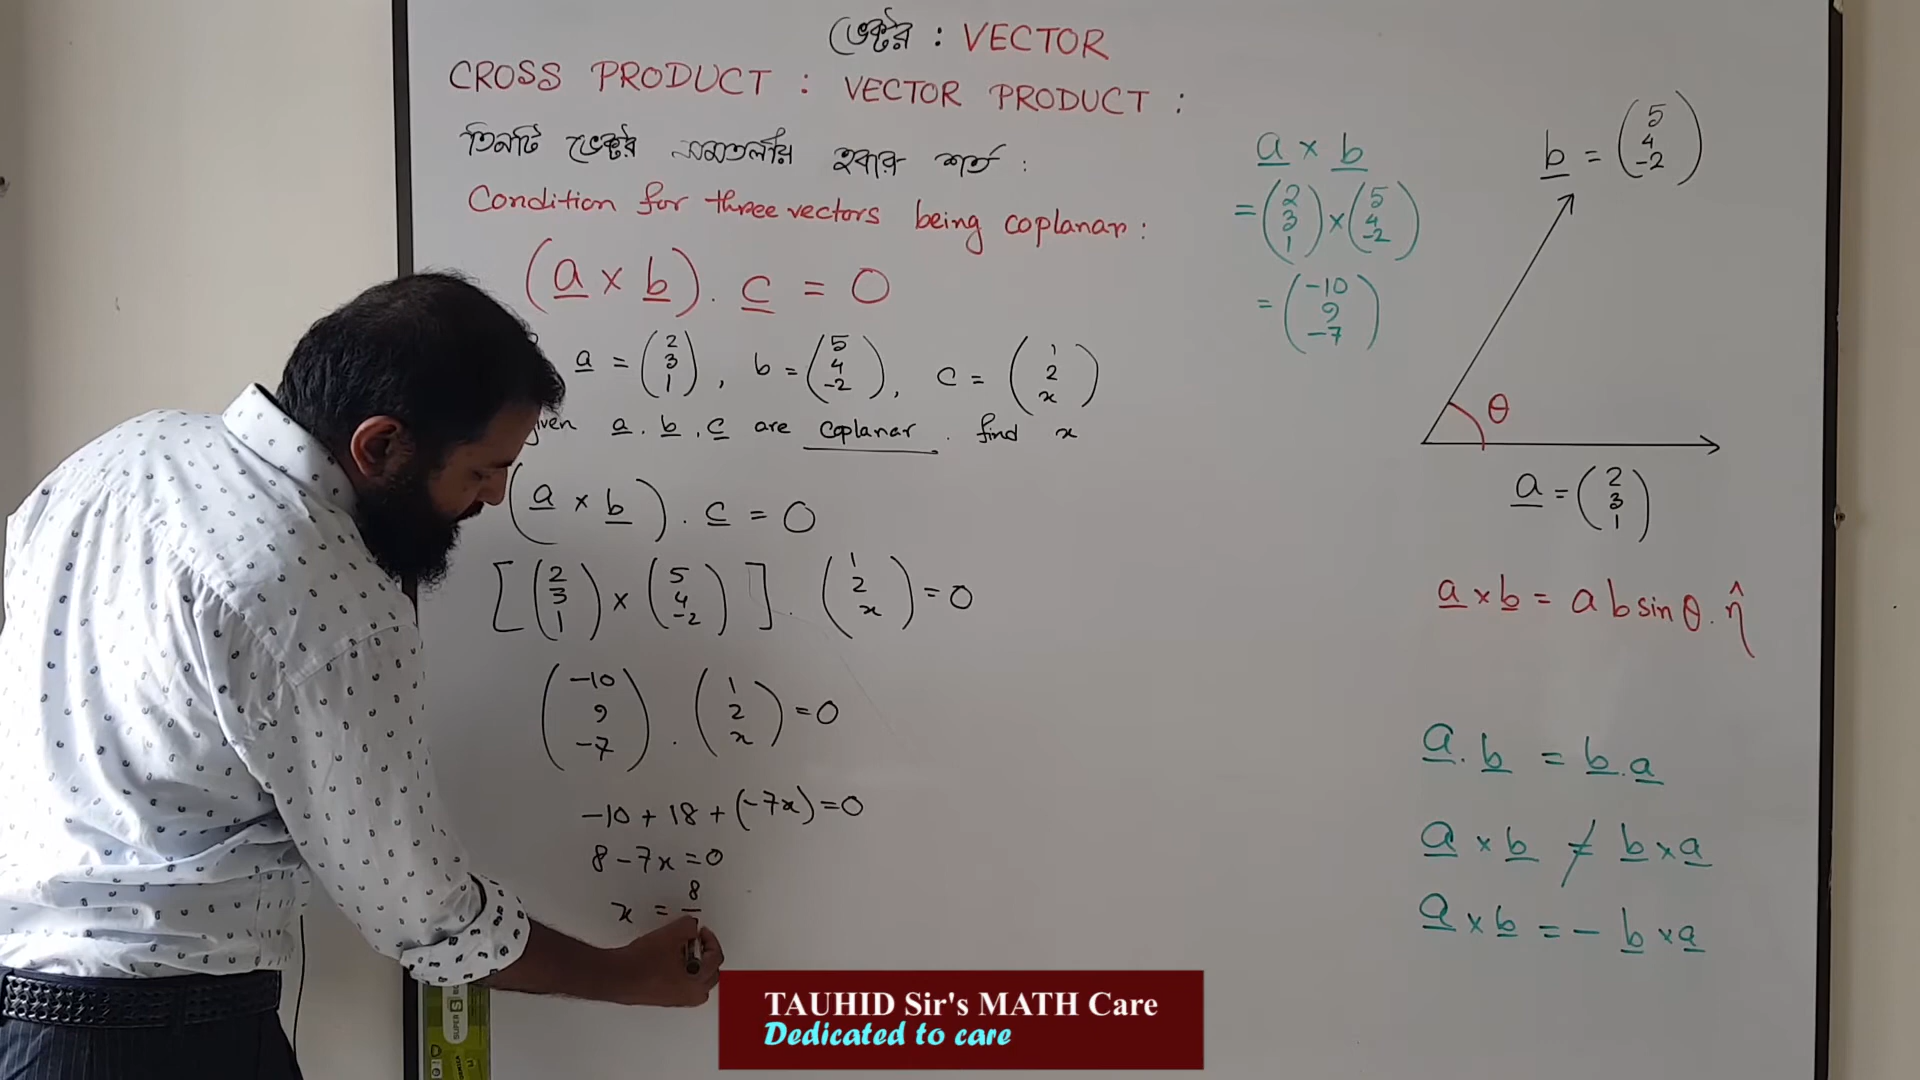 ভেক্টর : VECTOR
CROSS PRODUCT : VECTOR PRODUCT :
তিনটি ভেক্টর সমতলীয় হবার শর্ত :
Condition for three vectors being coplanar :
(a × b) . c = 0
a = (2 3 1), b = (5 4 -2), c = (1 2 x)
given a, b, c are coplanar. find x
(a × b) . c = 0
[(2 3 1) × (5 4 -2)] . (1 2 x) = 0
(-10 9 -7) . (1 2 x) = 0
-10 + 18 + (-7x) = 0
8 - 7x = 0
x = 8
a × b
= (2 3 1) × (5 4 -2)
= (-10 9 -7)
b = (5 4 -2)
θ
a = (2 3 1)
a × b = a b sin θ . η̂
a . b = b . a
a × b ≠ b × a
a × b = - b × a
SUPER
TAUHID Sir's MATH Care
Dedicated to care